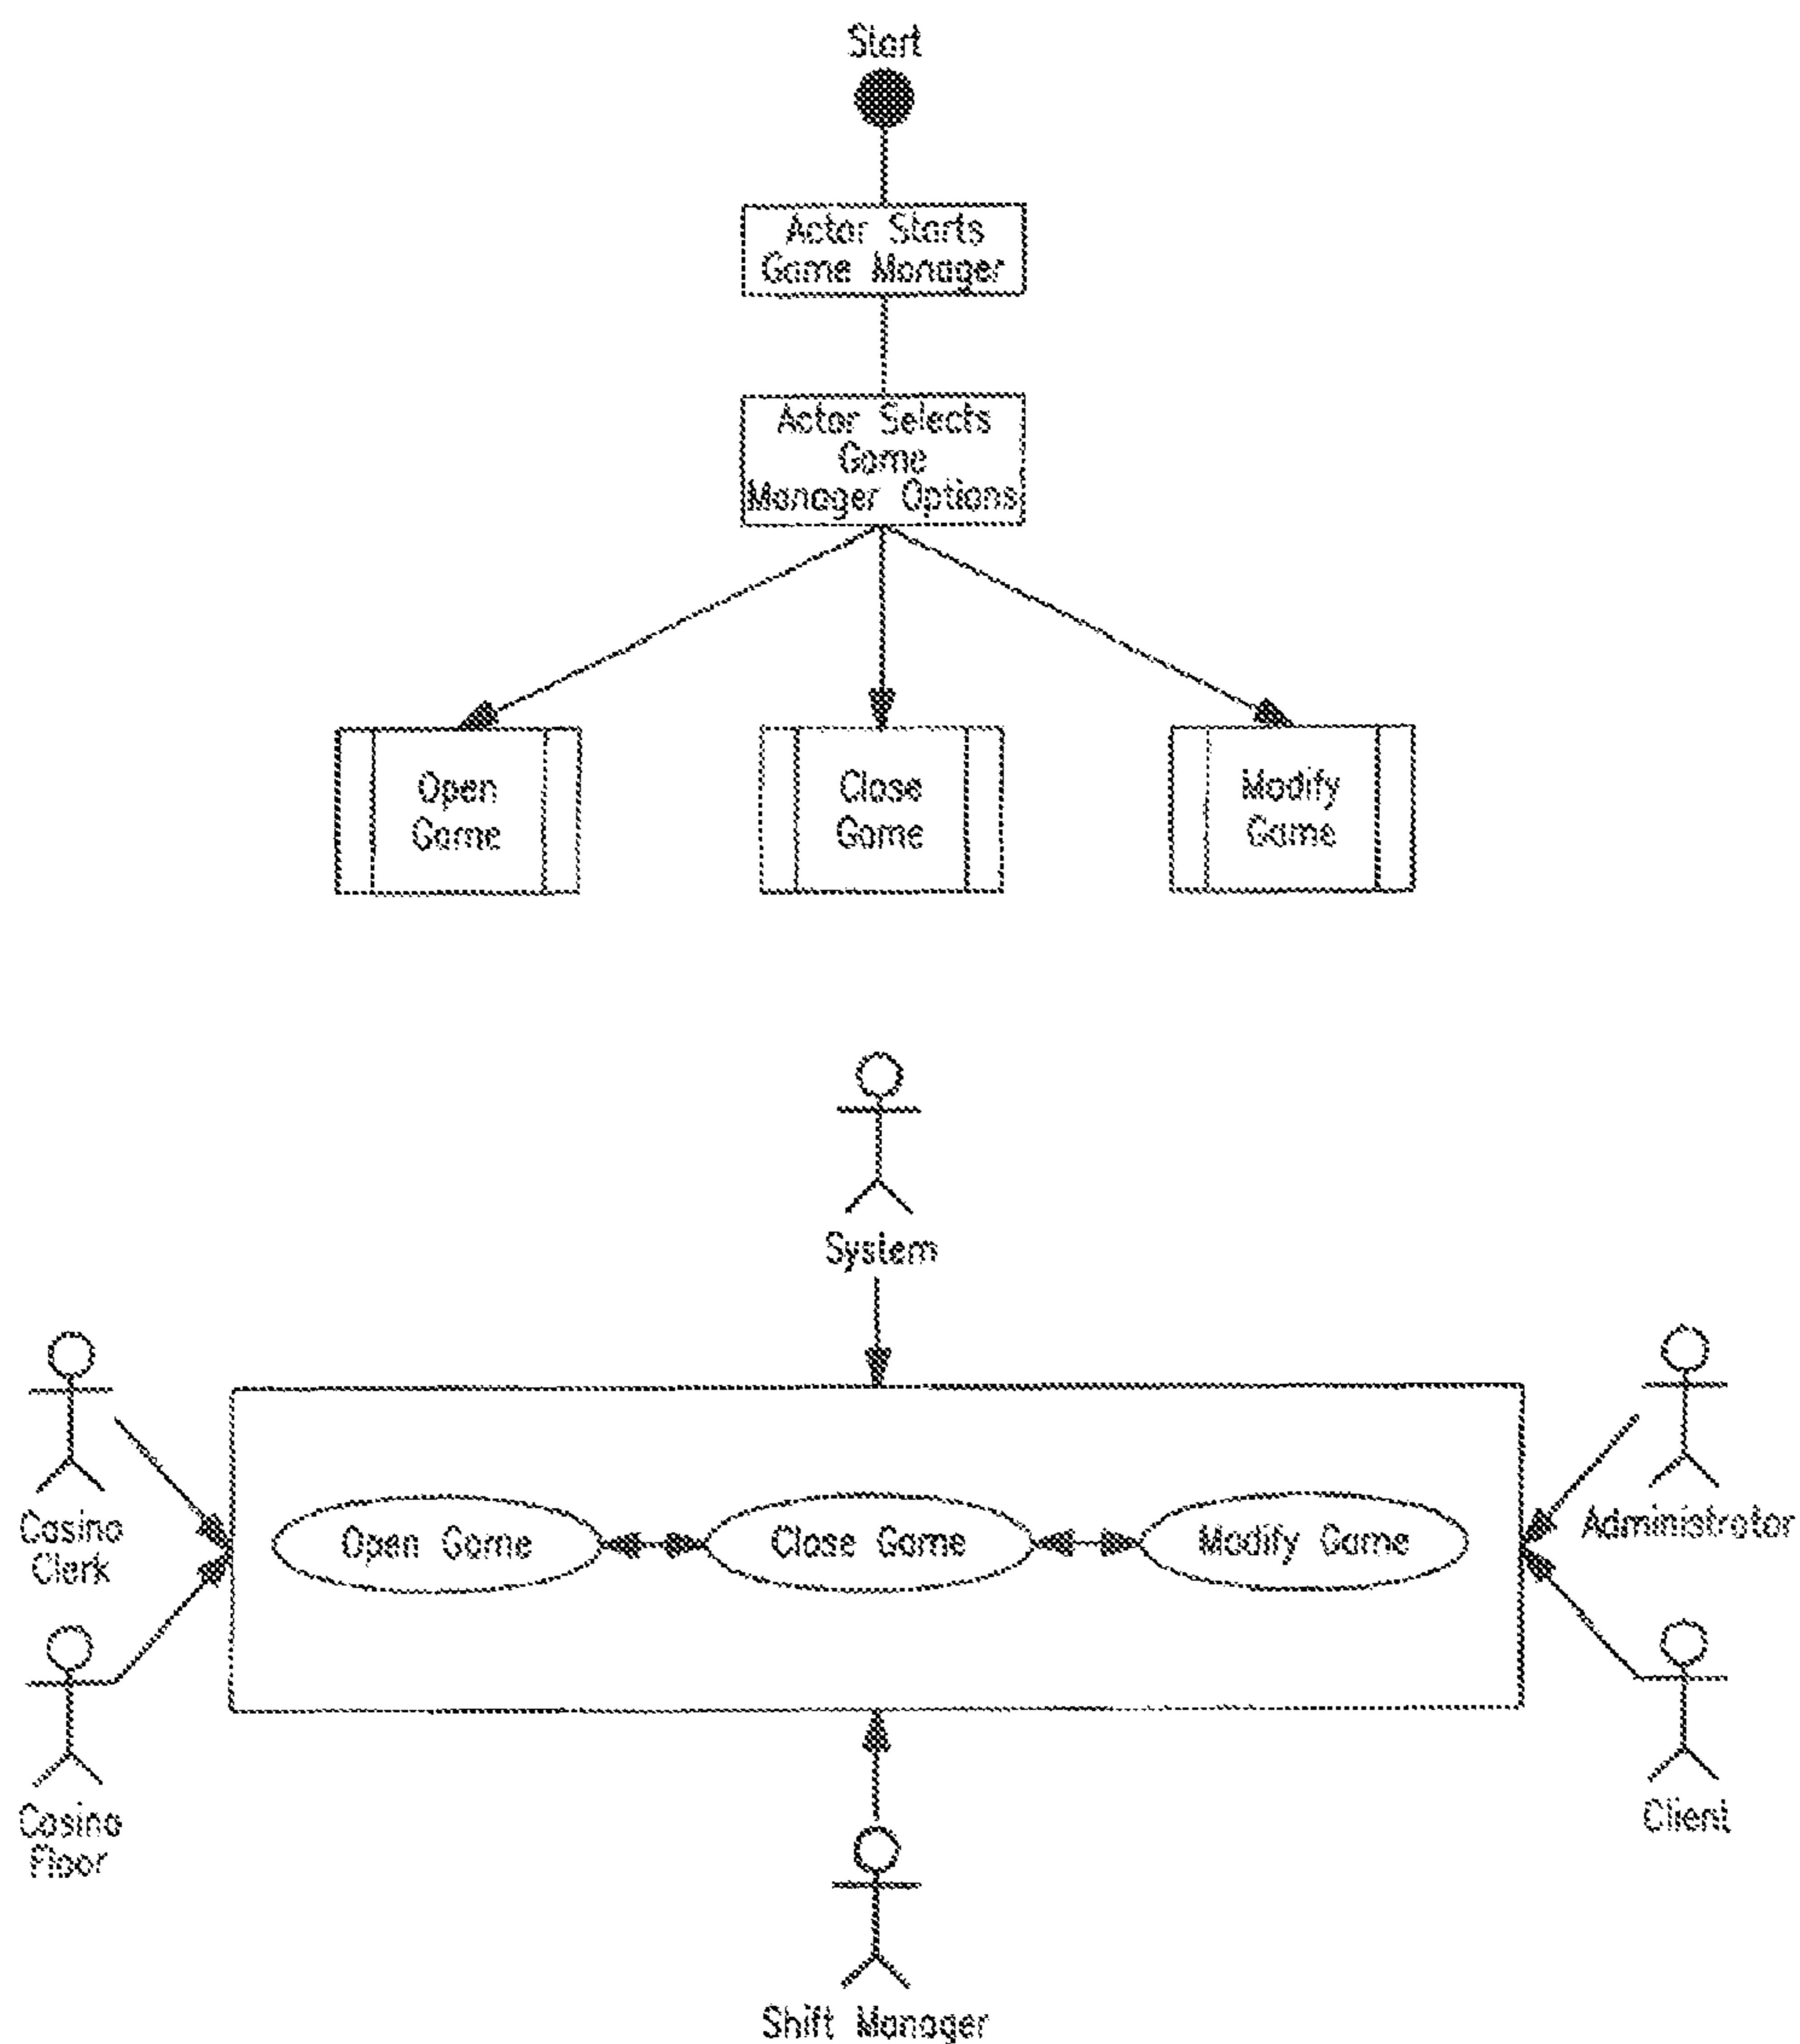 Start
Actor Starts
Game Manager
Actor Selects
Game
Manager Options
Open
Game
Close
Game
Modify
Game
System
Casino
Clerk
Open Game
Close Game
Modify Game
Administrator
Casino
Floor
Client
Shift Manager